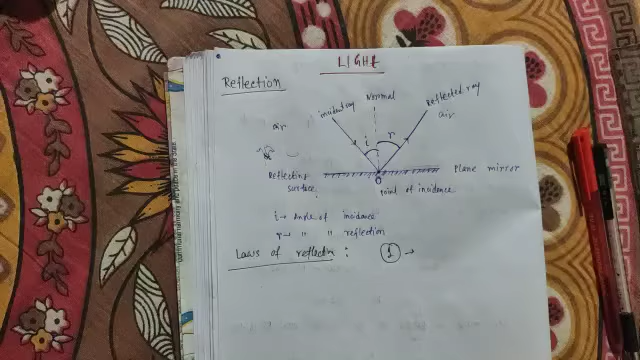 LIGHT
Reflection
incident ray
Normal
Reflected ray
air
air
i
r
Reflecting
surface
Plane mirror
O
point of incidence
i → Angle of incidence
r → " " reflection
Laws of reflectin : 1 →